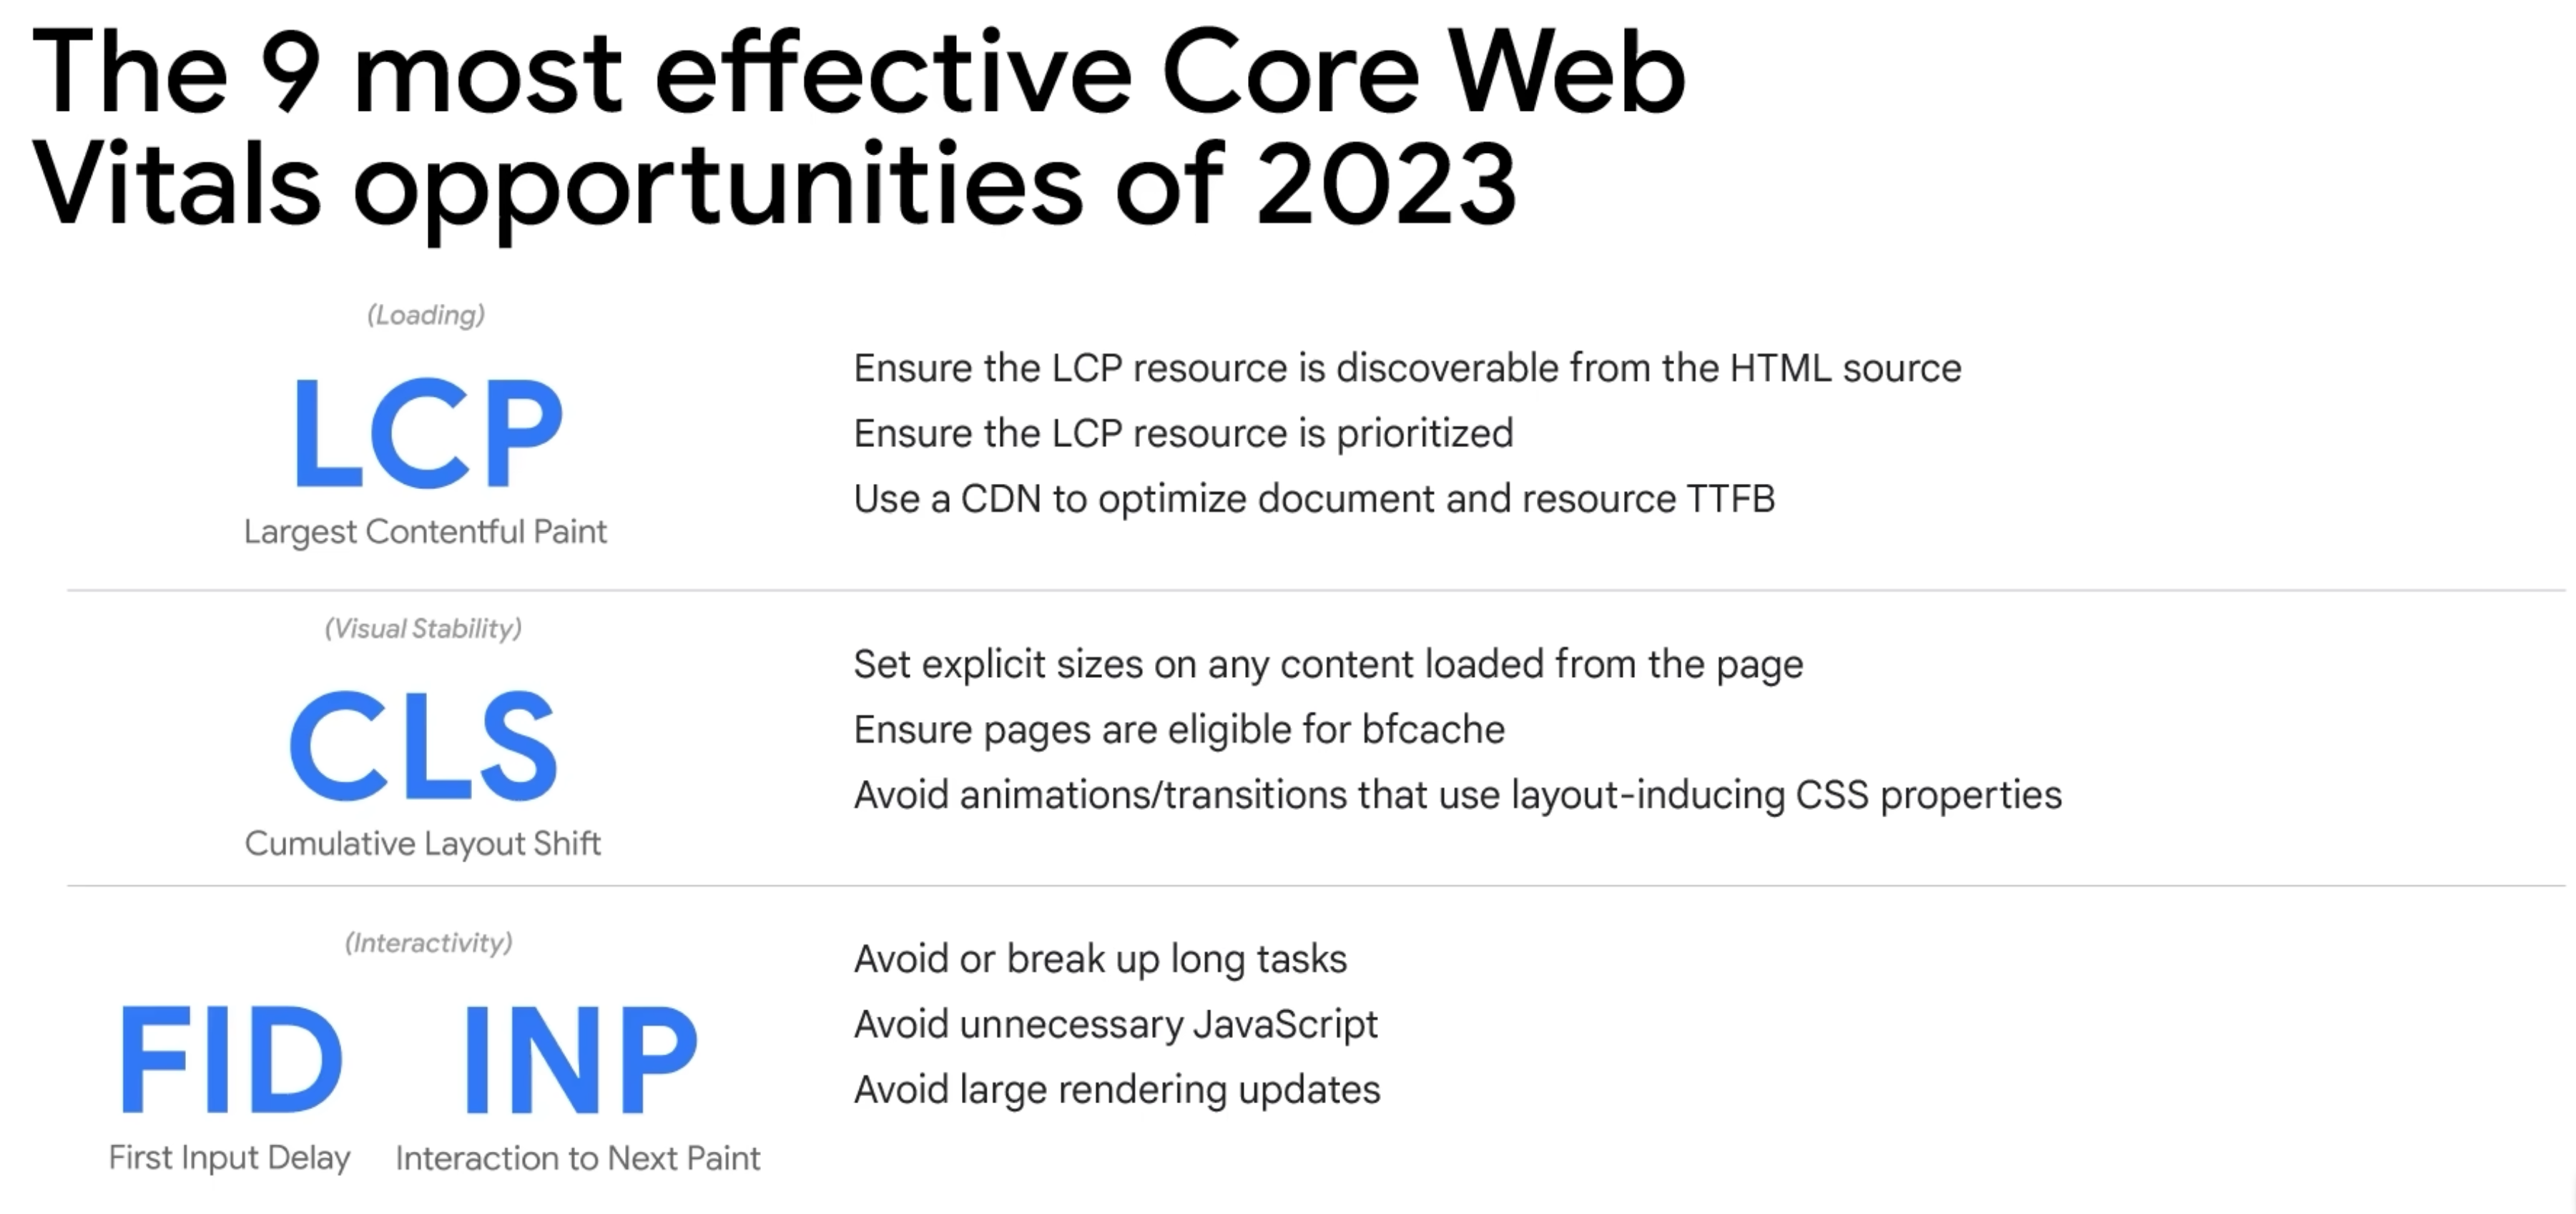 The 9 most effective Core Web
Vitals opportunities of 2023
(Loading)
LCP
Largest Contentful Paint
Ensure the LCP resource is discoverable from the HTML source
Ensure the LCP resource is prioritized
Use a CDN to optimize document and resource TTFB
(Visual Stability)
CLS
Cumulative Layout Shift
Set explicit sizes on any content loaded from the page
Ensure pages are eligible for bfcache
Avoid animations/transitions that use layout-inducing CSS properties
(Interactivity)
FID INP
First Input Delay Interaction to Next Paint
Avoid or break up long tasks
Avoid unnecessary JavaScript
Avoid large rendering updates